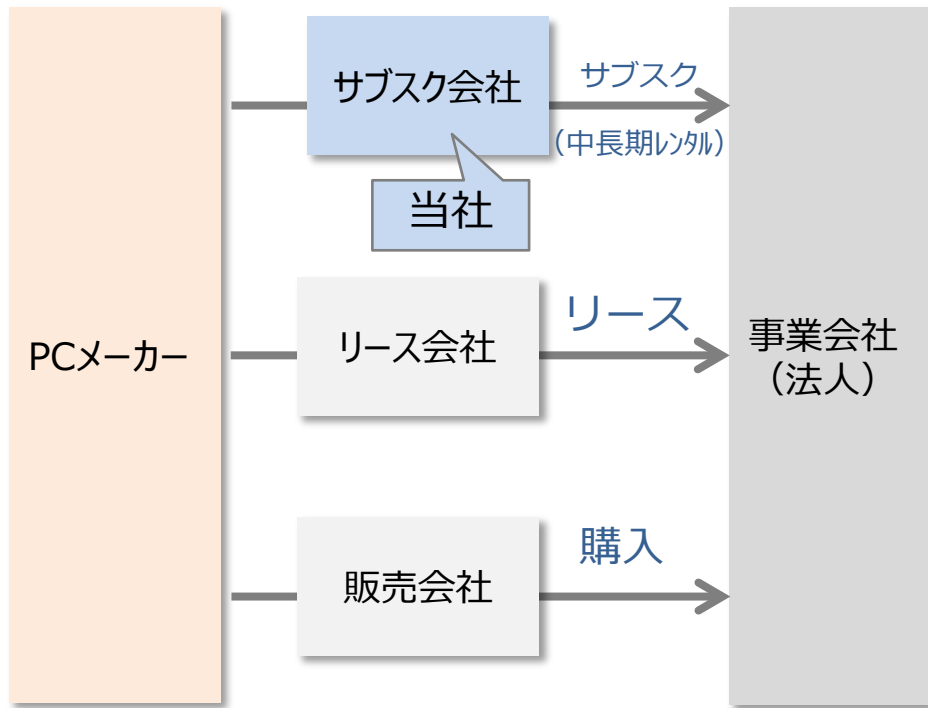 サブスク会社
サブスク
（中長期ﾚﾝﾀﾙ）
当社
PCメーカー
リース会社
リース
事業会社
（法人）
販売会社
購入